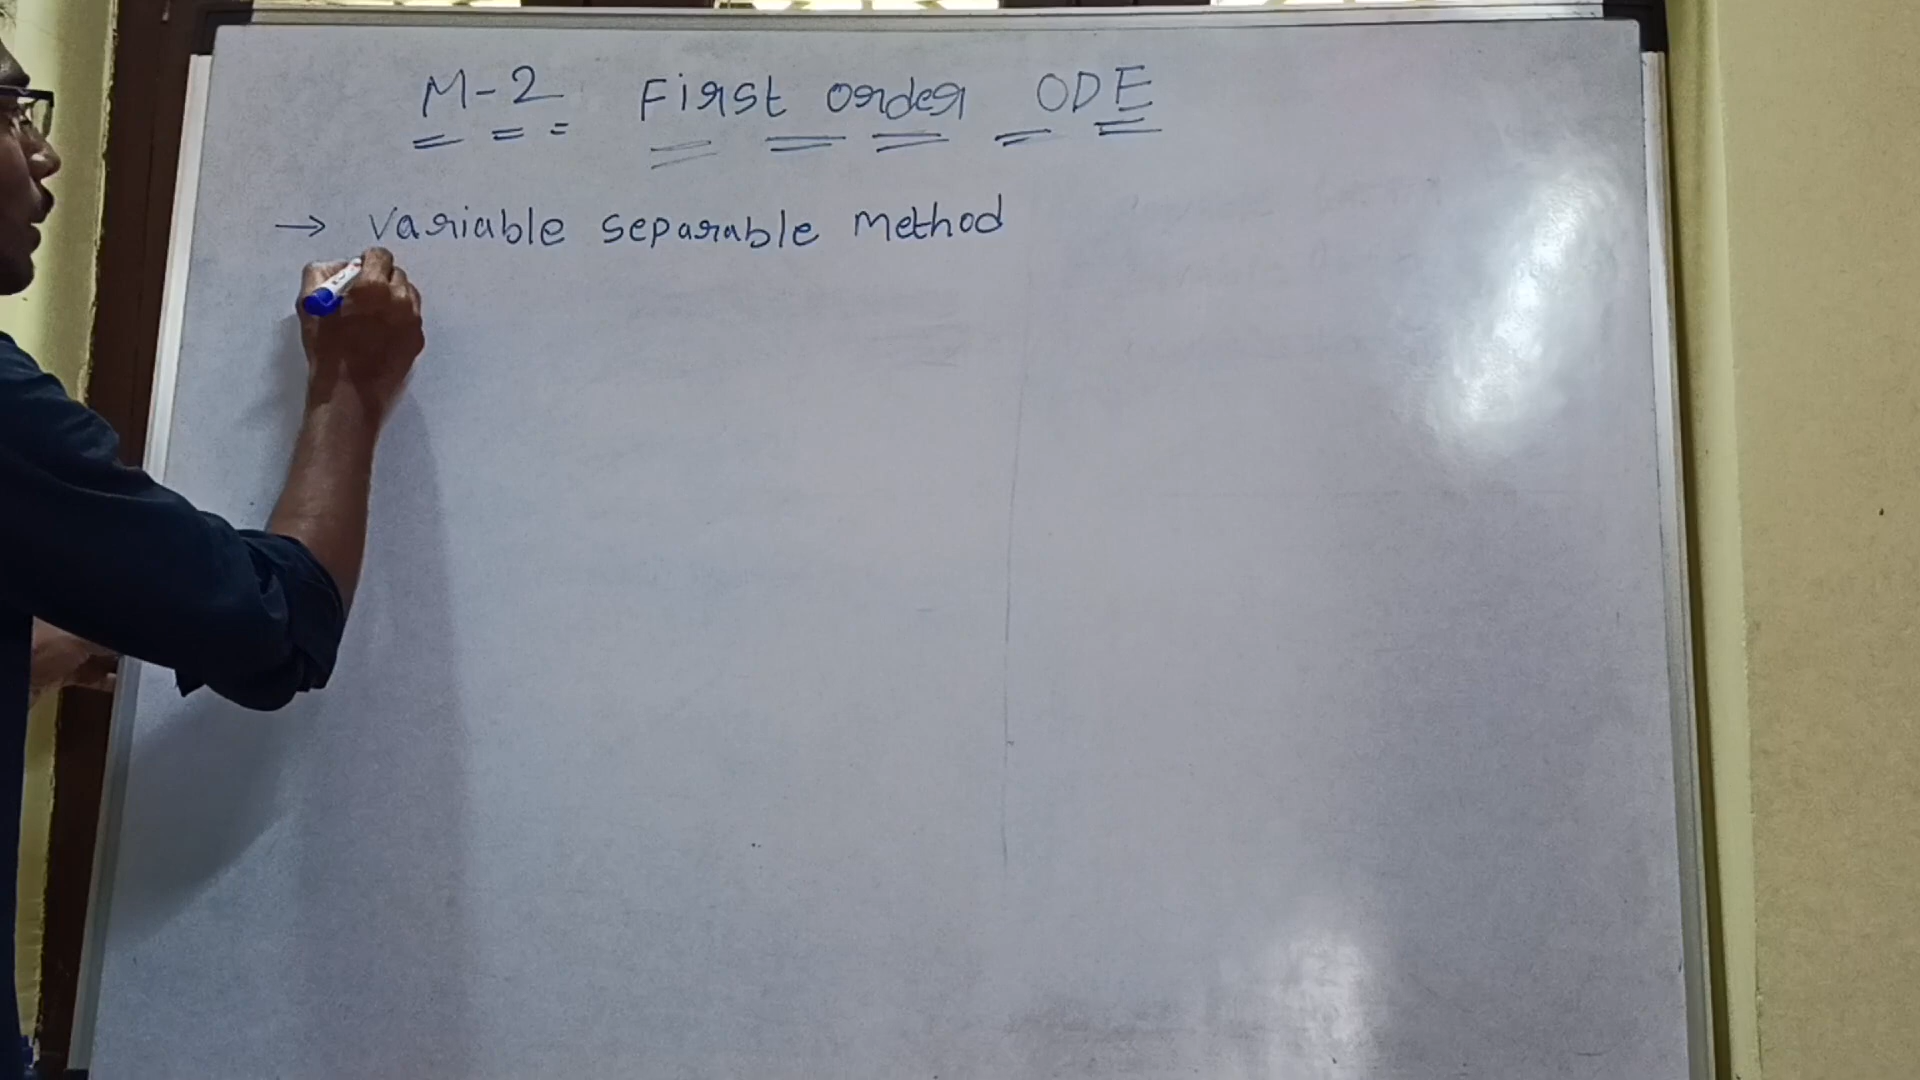 M-2 First order ODE
→ Variable separable Method